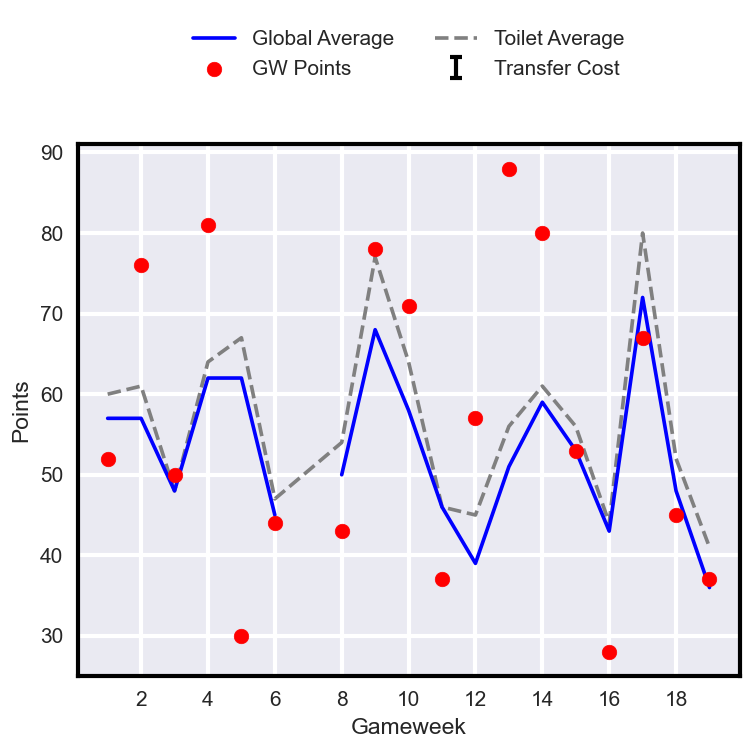 Global Average
Toilet Average
GW Points
Transfer Cost
90
80
70
60
50
40
30
Points
2 4 6 8 10 12 14 16 18
Gameweek